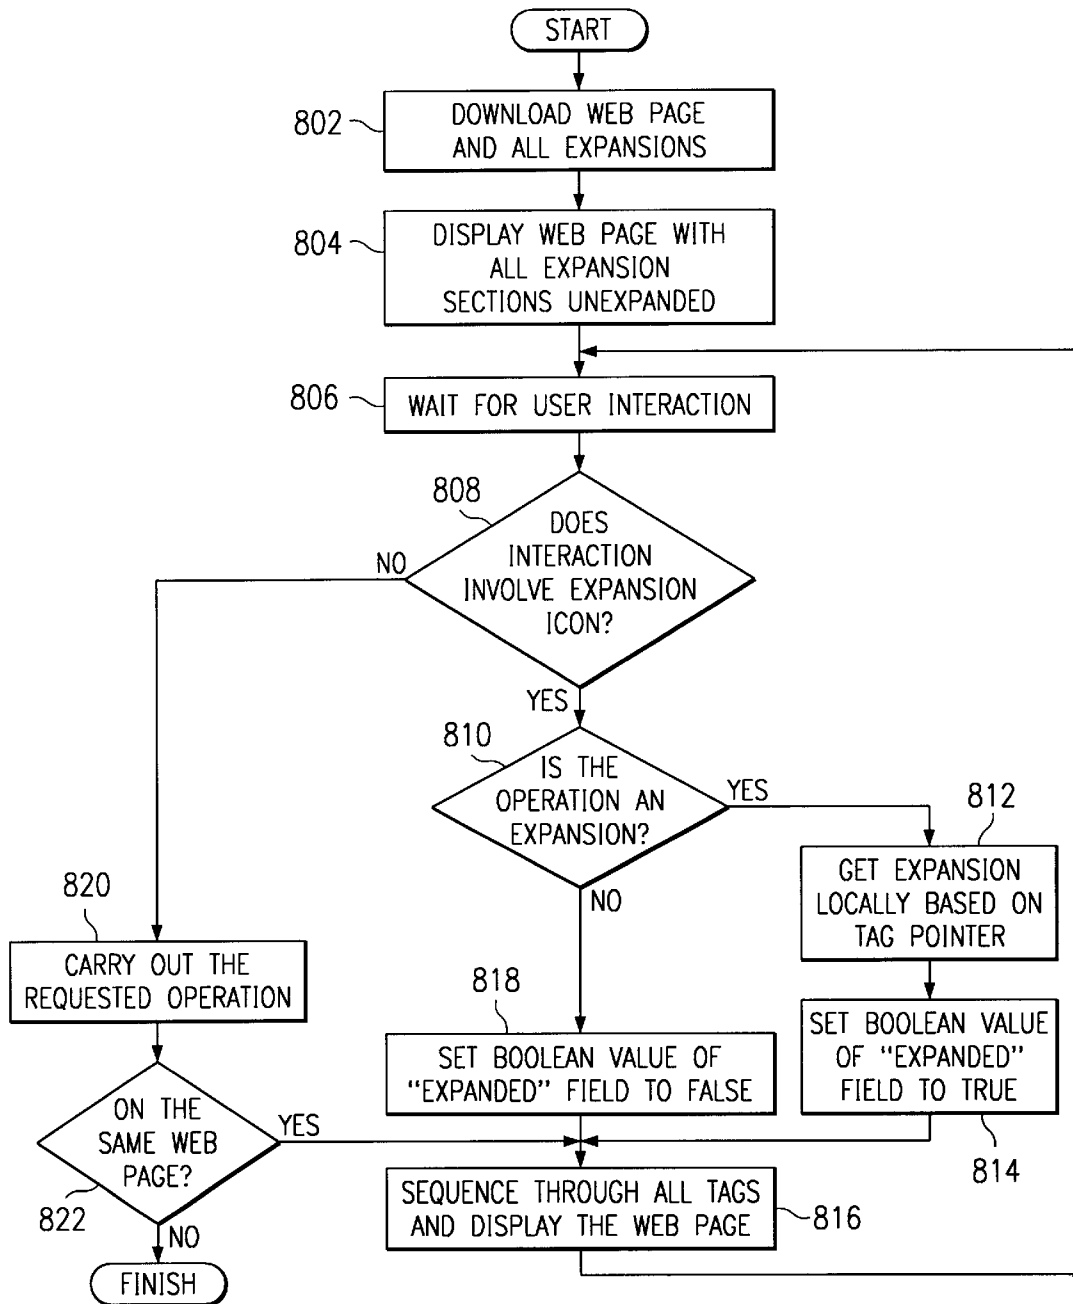 START
802
DOWNLOAD WEB PAGE
AND ALL EXPANSIONS
804
DISPLAY WEB PAGE WITH
ALL EXPANSION
SECTIONS UNEXPANDED
806
WAIT FOR USER INTERACTION
808
DOES
INTERACTION
INVOLVE EXPANSION
ICON?
NO
YES
810
IS THE
OPERATION AN
EXPANSION?
YES
NO
812
GET EXPANSION
LOCALLY BASED ON
TAG POINTER
820
CARRY OUT THE
REQUESTED OPERATION
818
SET BOOLEAN VALUE OF
"EXPANDED" FIELD TO FALSE
SET BOOLEAN VALUE
OF "EXPANDED"
FIELD TO TRUE
814
ON THE
SAME WEB
PAGE?
YES
822
NO
SEQUENCE THROUGH ALL TAGS
AND DISPLAY THE WEB PAGE
816
FINISH